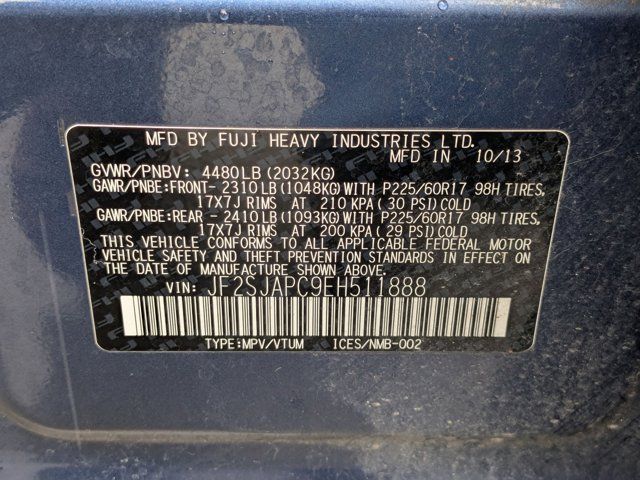 MFD BY FUJI HEAVY INDUSTRIES LTD.
MFD IN 10/13
GVWR/PNBV: 4480LB (2032KG)
GAWR/PNBE:FRONT- 2310 LB (1048KG) WITH P225/60R17 98H TIRES,
17X7J RIMS AT 210 KPA ( 30 PSI) COLD
GAWR/PNBE:REAR - 2410 LB (1093KG) WITH P225/60R17 98H TIRES,
17X7J RIMS AT 200 KPA ( 29 PSI) COLD
THIS VEHICLE CONFORMS TO ALL APPLICABLE FEDERAL MOTOR
VEHICLE SAFETY AND THEFT PREVENTION STANDARDS IN EFFECT ON
THE DATE OF MANUFACTURE SHOWN ABOVE.
VIN: JF2SJAPC9EH511888
TYPE:MPV/VTUM ICES/NMB-002